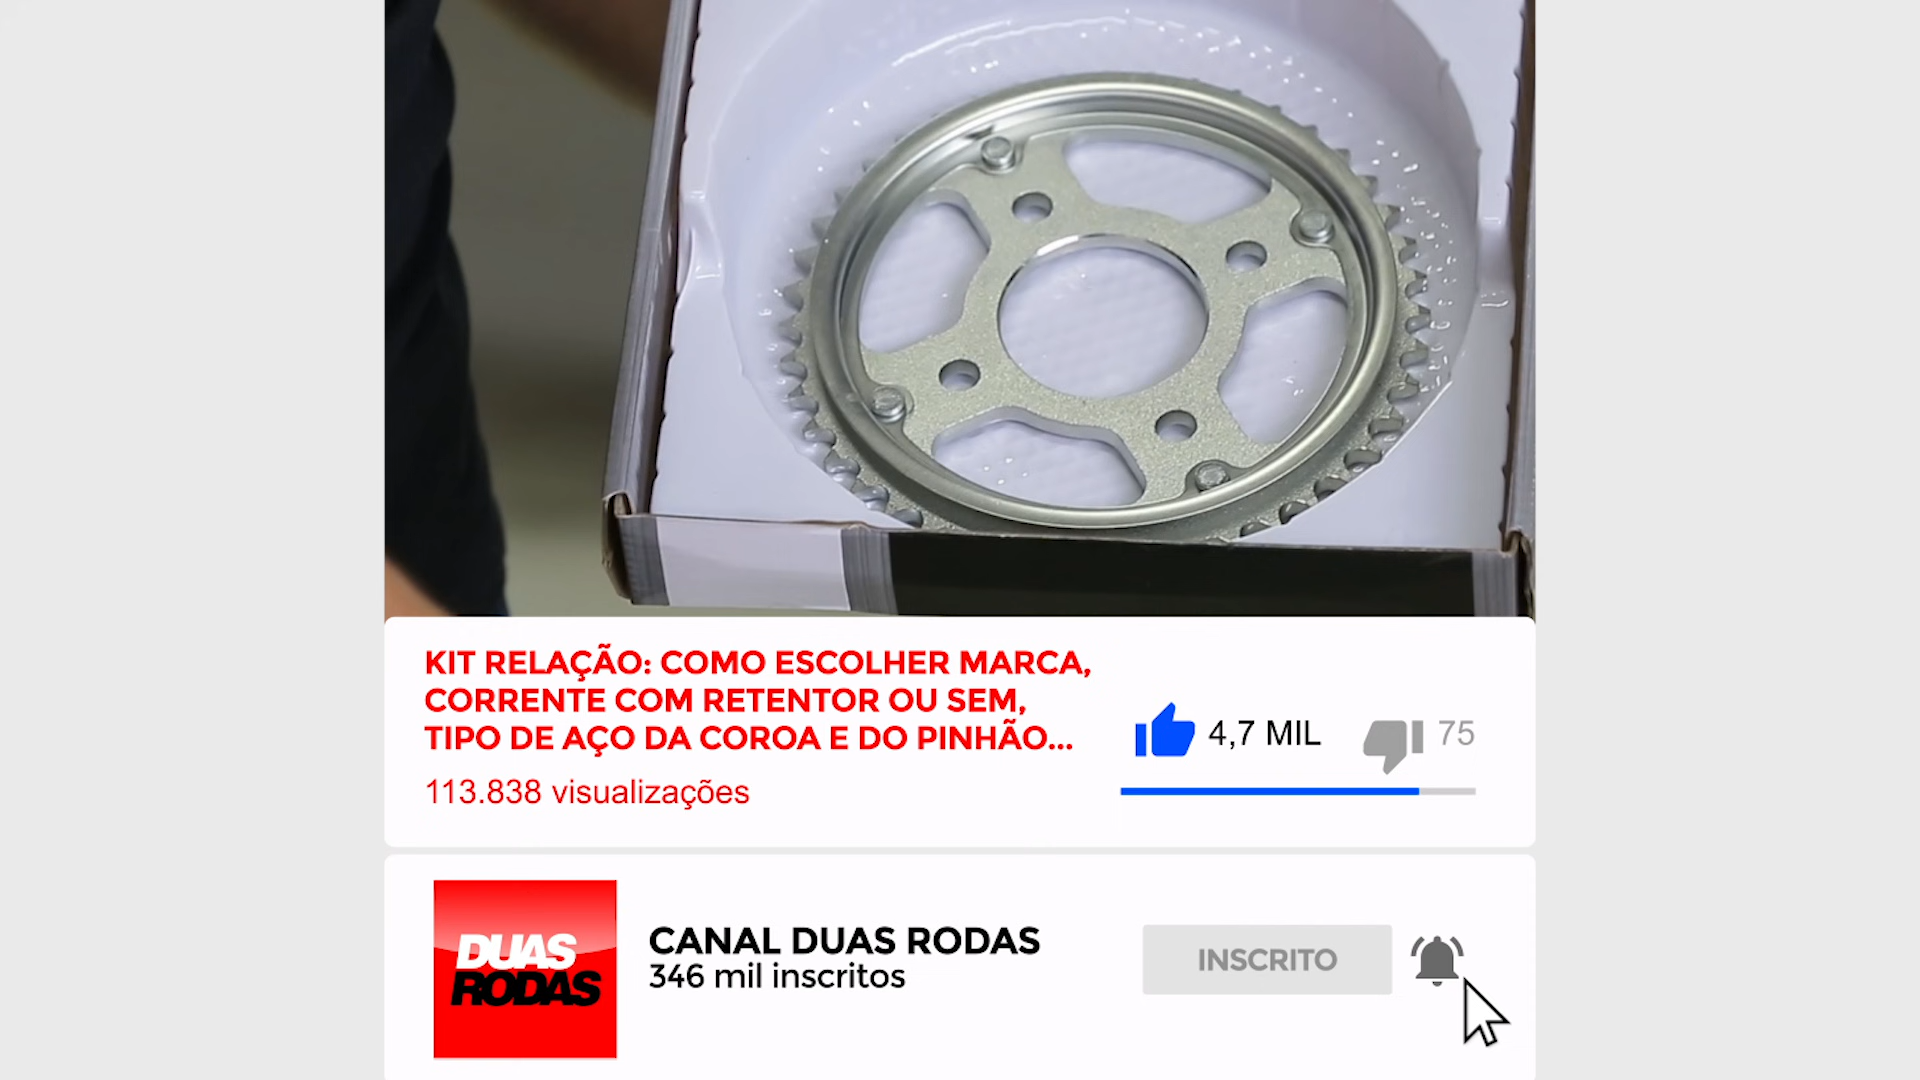 KIT RELAÇÃO: COMO ESCOLHER MARCA,
CORRENTE COM RETENTOR OU SEM,
TIPO DE AÇO DA COROA E DO PINHÃO...
113.838 visualizações
4,7 MIL
75
DUAS
RODAS
CANAL DUAS RODAS
346 mil inscritos
INSCRITO